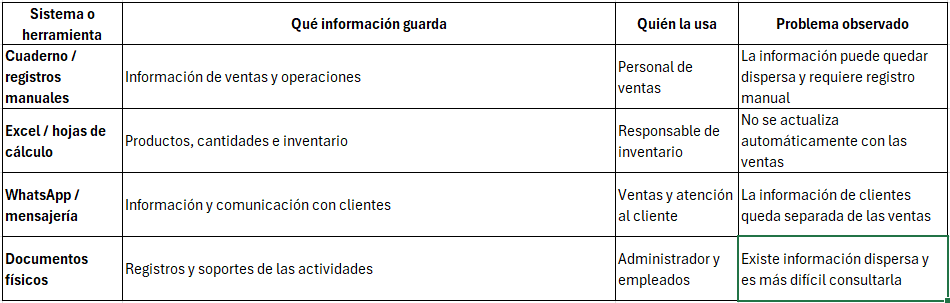 Sistema o
herramienta
Qué información guarda
Quién la usa
Problema observado
Cuaderno /
registros
manuales
Información de ventas y operaciones
Personal de
ventas
La información puede quedar
dispersa y requiere registro
manual
Excel / hojas de
cálculo
Productos, cantidades e inventario
Responsable de
inventario
No se actualiza
automáticamente con las
ventas
WhatsApp /
mensajería
Información y comunicación con clientes
Ventas y atención
al cliente
La información de clientes
queda separada de las ventas
Documentos
físicos
Registros y soportes de las actividades
Administrador y
empleados
Existe información dispersa y
es más difícil consultarla